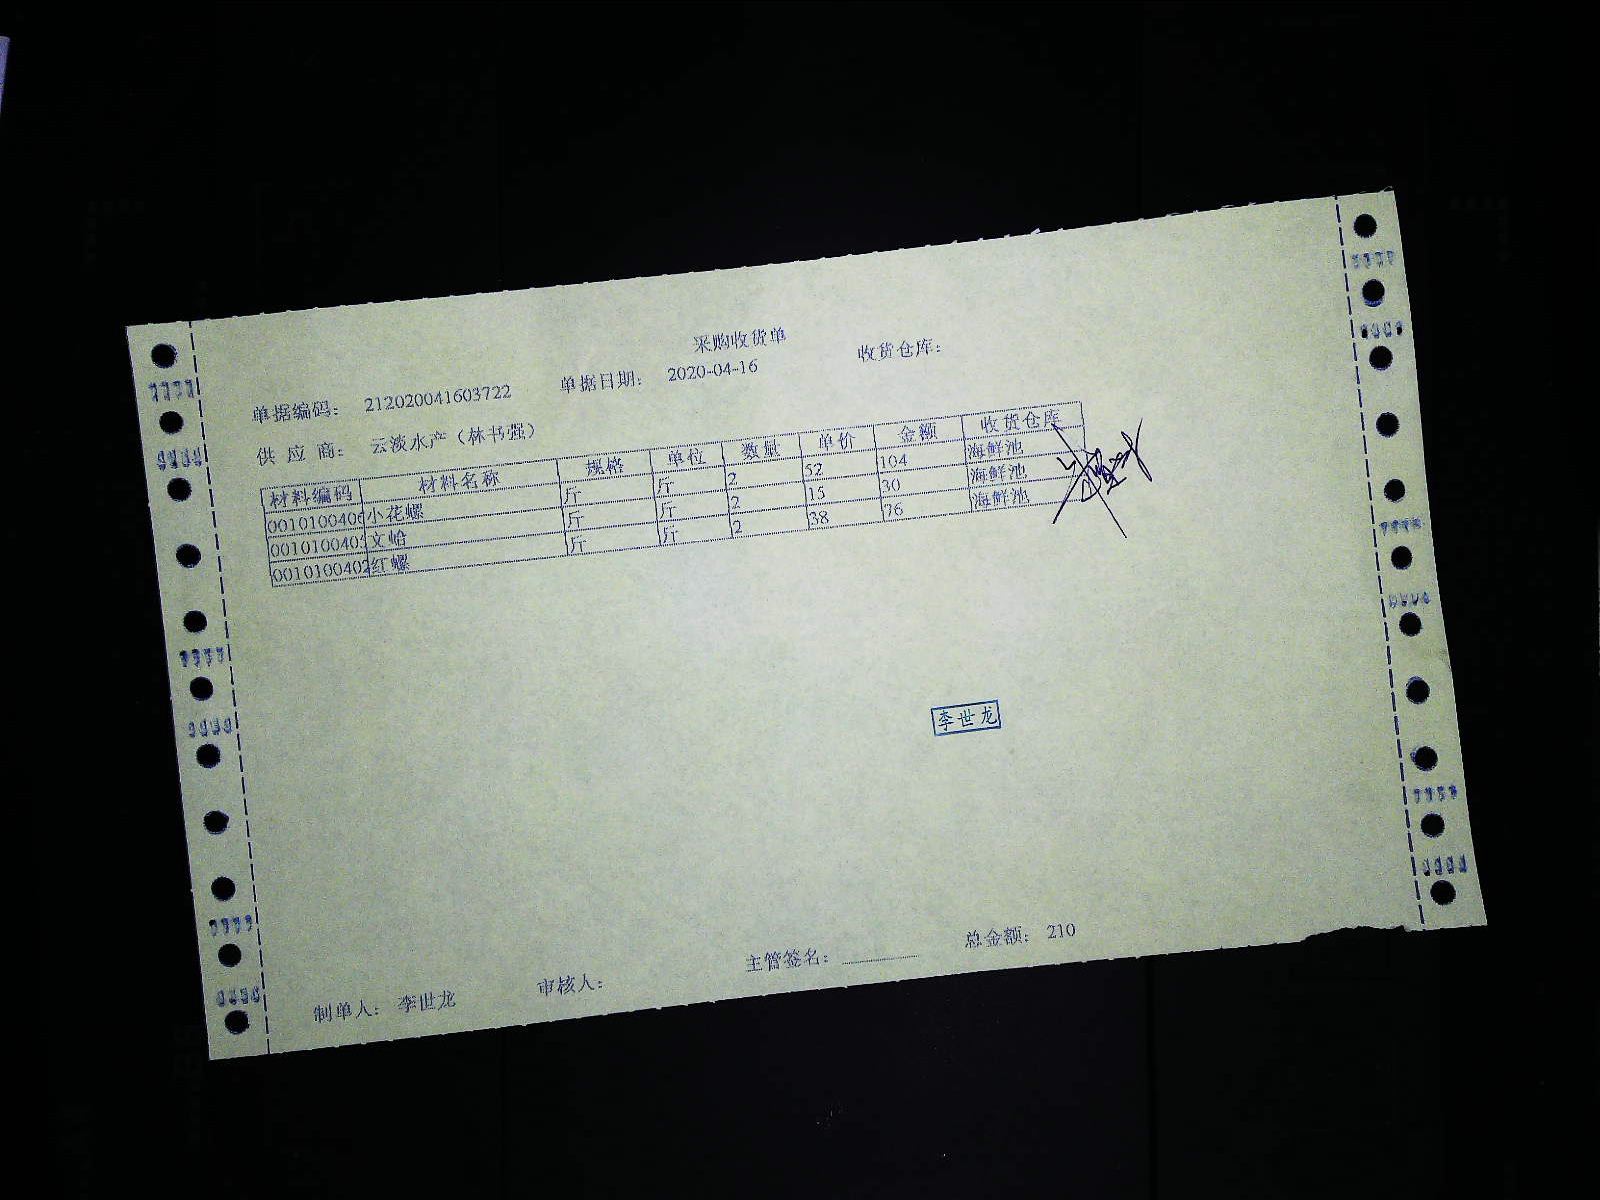 采购收货单
单据编码： 212020041603722 单据日期： 2020-04-16 收货仓库：
供 应 商： 云淡水产（林书强）
材料编码 材料名称 规格 单位 数量 单价 金额 收货仓库
0010100406 小花螺 斤 斤 2 52 104 海鲜池
001010040 文蛤 斤 斤 2 15 30 海鲜池
0010100402 红螺 斤 斤 2 38 76 海鲜池
李世龙
制单人： 李世龙 审核人： 主管签名： 总金额： 210